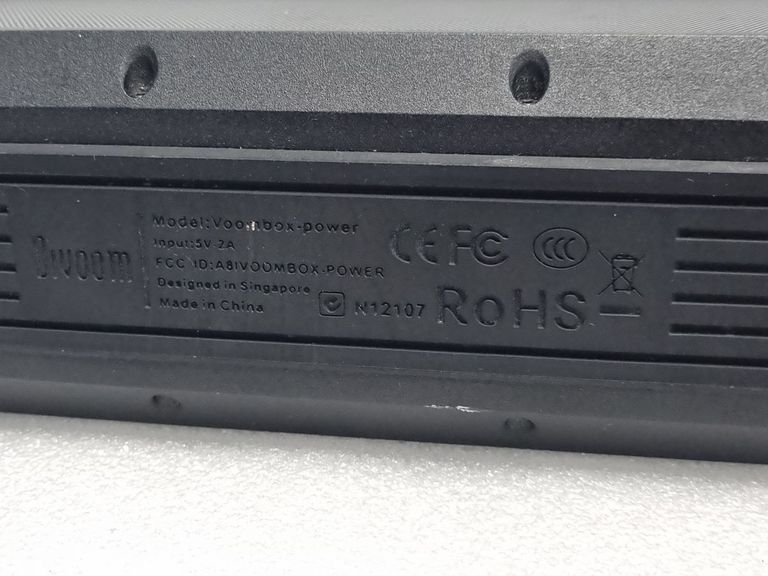 Divoom
Model:Voombox-power
Input:5V-2A
FCC ID:A8IVOOMBOX-POWER
Designed in Singapore
Made in China
N12107
CE FC CCC
RoHS